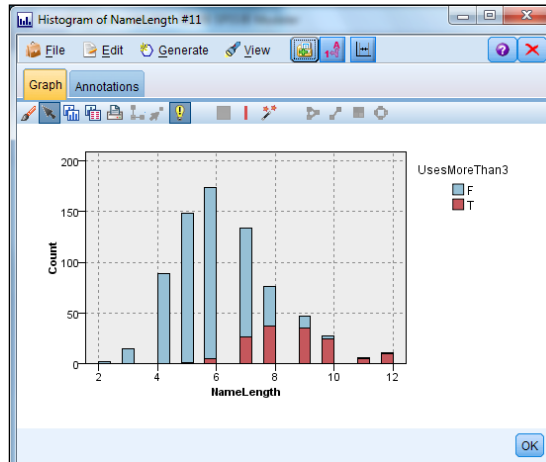 Histogram of NameLength #11
File Edit Generate View
Graph Annotations
UsesMoreThan3
F
T
200
150
100
50
0
Count
2 4 6 8 10 12
NameLength
OK